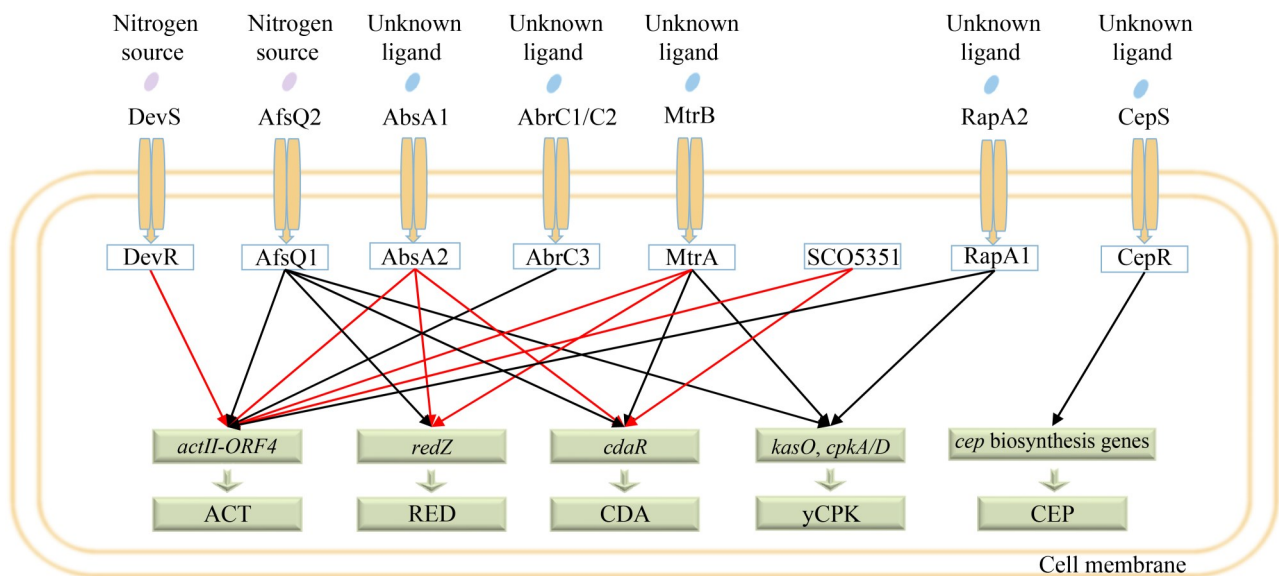 Nitrogen source
Nitrogen source
Unknown ligand
Unknown ligand
Unknown ligand
Unknown ligand
Unknown ligand
DevS
AfsQ2
AbsA1
AbrC1/C2
MtrB
RapA2
CepS
DevR
AfsQ1
AbsA2
AbrC3
MtrA
SCO5351
RapA1
CepR
actII-ORF4
redZ
cdaR
kasO, cpkA/D
cep biosynthesis genes
ACT
RED
CDA
yCPK
CEP
Cell membrane